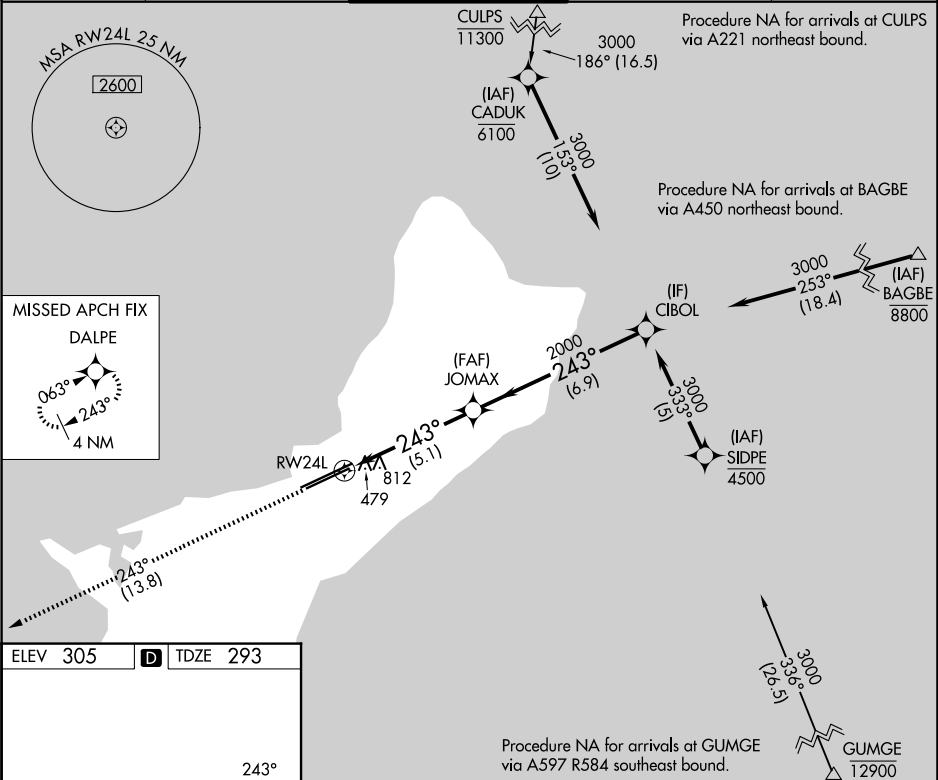 MSA RW24L 25 NM
2600
CULPS
11300
3000
186° (16.5)
(IAF)
CADUK
6100
3000
153°
(10)
Procedure NA for arrivals at CULPS
via A221 northeast bound.
Procedure NA for arrivals at BAGBE
via A450 northeast bound.
3000
253°
(18.4)
(IAF)
BAGBE
8800
(IF)
CIBOL
2000
243°
(6.9)
(FAF)
JOMAX
3000
333°
(5)
(IAF)
SIDPE
4500
MISSED APCH FIX
DALPE
063°
243°
4 NM
243°
(5.1)
RW24L
812
479
243°
(13.8)
ELEV 305 D TDZE 293
243°
3000
336°
(26.5)
Procedure NA for arrivals at GUMGE
via A597 R584 southeast bound.
GUMGE
12900